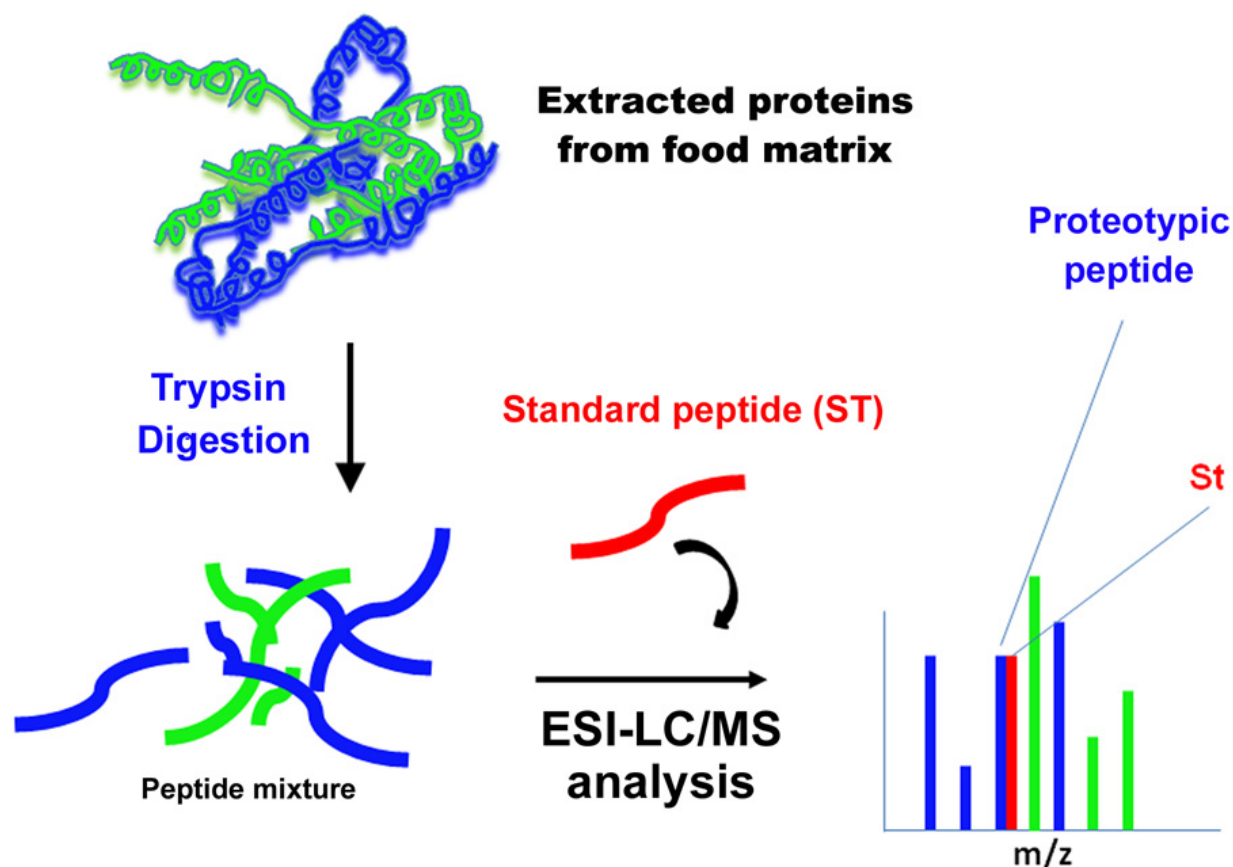 Extracted proteins
from food matrix
Proteotypic
peptide
Trypsin
Digestion
Standard peptide (ST)
St
ESI-LC/MS
analysis
Peptide mixture
m/z